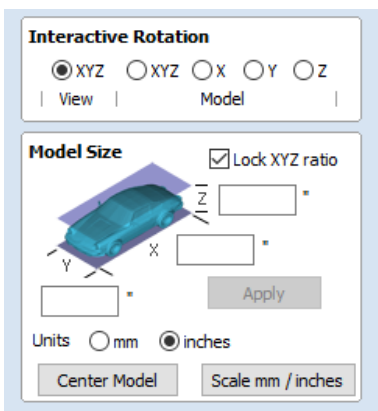 Interactive Rotation
XYZ XYZ X Y Z
| View | Model |
Model Size
Lock XYZ ratio
Z "
X "
Y "
Apply
Units mm inches
Center Model Scale mm / inches